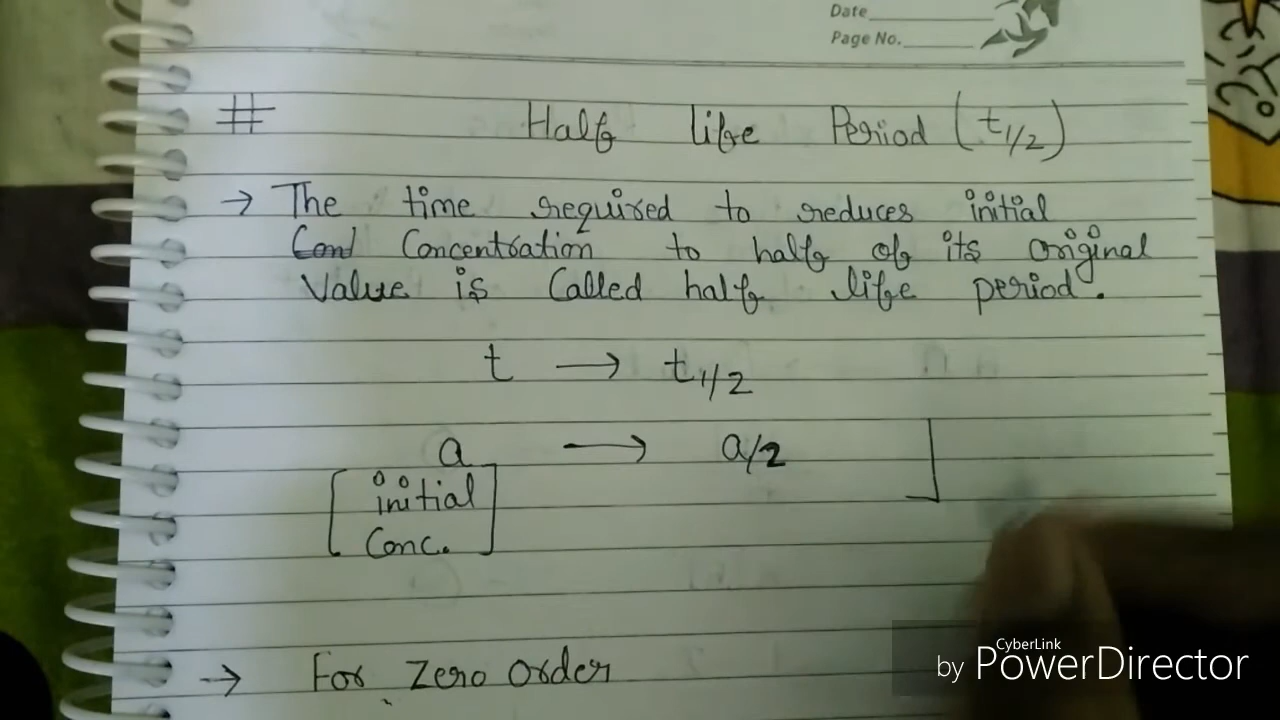 Date
Page No.
# Half life Period (t1/2)
→ The time required to reduces initial
Concentration to half of its original
Value is Called half life period.
t → t1/2
a → a/2
[initial
Conc.]
→ For Zero Order
CyberLink
by PowerDirector